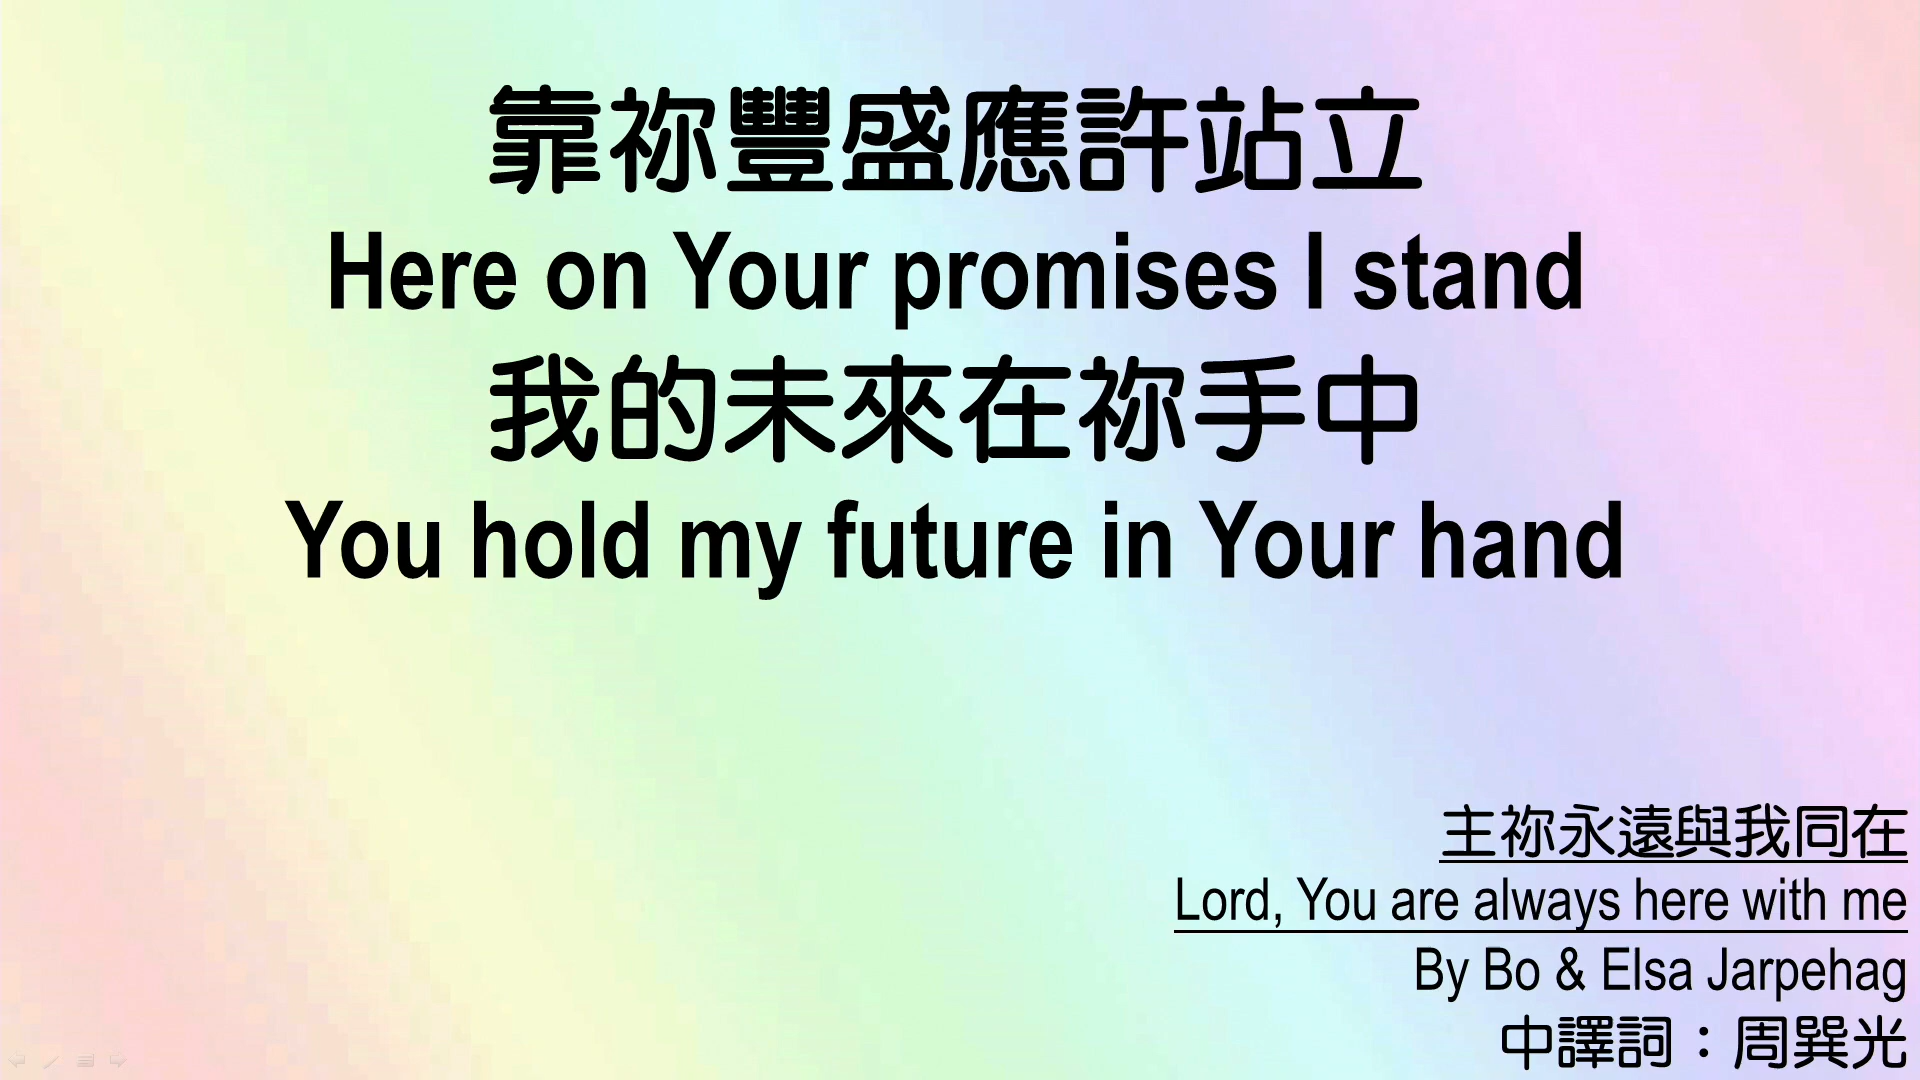 靠祢豐盛應許站立
Here on Your promises I stand
我的未來在祢手中
You hold my future in Your hand
主祢永遠與我同在
Lord, You are always here with me
By Bo & Elsa Jarpehag
中譯詞：周巽光